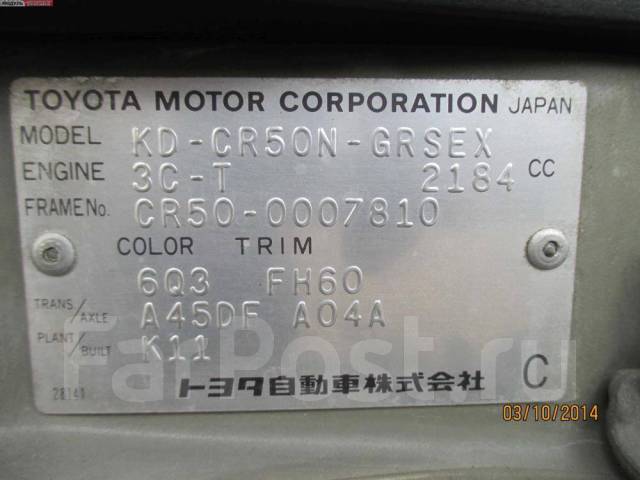 TOYOTA MOTOR CORPORATION JAPAN
MODEL KD-CR50N-GRSEX
ENGINE 3C-T 2184 CC
FRAME No. CR50-0007810
COLOR TRIM
6Q3 FH60
TRANS/AXLE A45DF A04A
PLANT/BUILT K11
28141 トヨタ自動車株式会社 C
FarPost.ru
03/10/2014